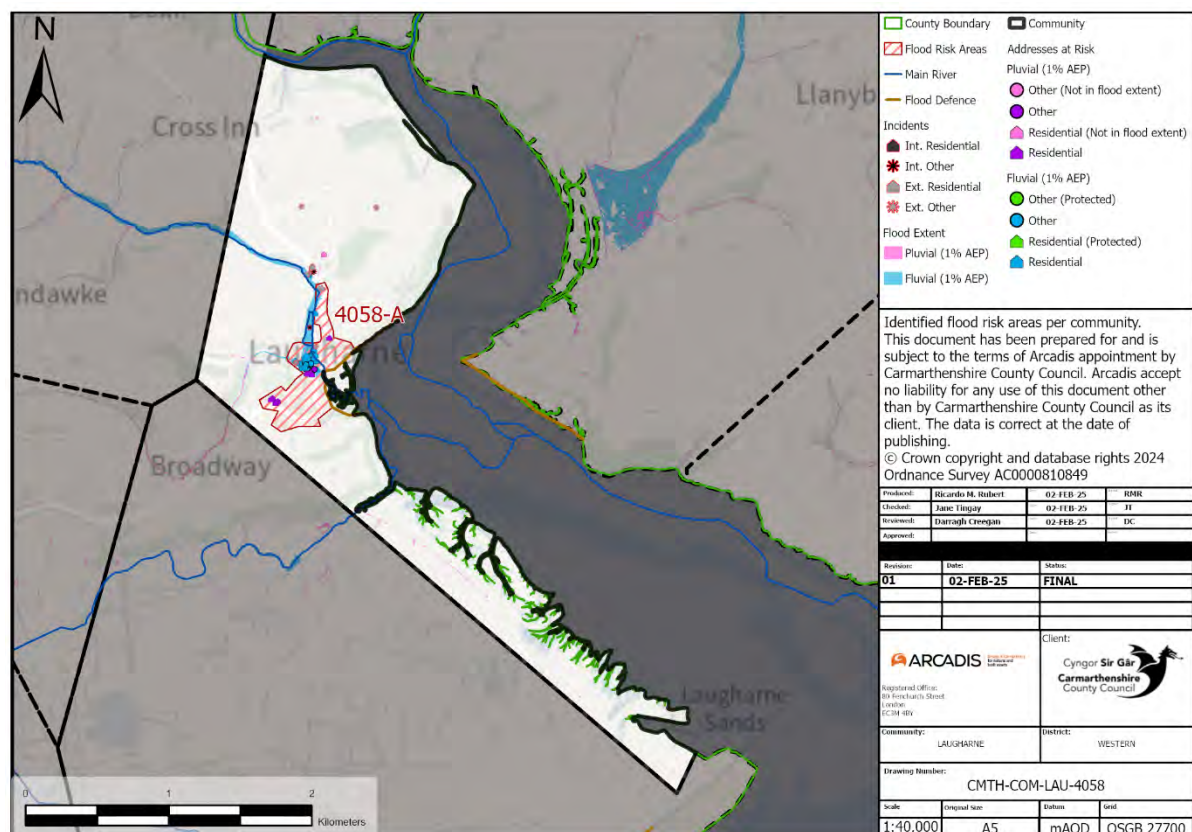 N
Cross Inn
Llanyb
ndawke
4058-A
Laugharne
Broadway
Laugharne
Sands
0 1 2
Kilometers
County Boundary
Community
Flood Risk Areas
Addresses at Risk
Main River
Pluvial (1% AEP)
Flood Defence
Other (Not in flood extent)
Other
Incidents
Residential (Not in flood extent)
Int. Residential
Residential
Int. Other
Fluvial (1% AEP)
Ext. Residential
Other (Protected)
Ext. Other
Other
Flood Extent
Residential (Protected)
Pluvial (1% AEP)
Residential
Fluvial (1% AEP)
Identified flood risk areas per community.
This document has been prepared for and is
subject to the terms of Arcadis appointment by
Carmarthenshire County Council. Arcadis accept
no liability for any use of this document other
than by Carmarthenshire County Council as its
client. The data is correct at the date of
publishing.
© Crown copyright and database rights 2024
Ordnance Survey AC0000810849
Produced: Ricardo M. Rubert 02-FEB-25 RMR
Checked: Jane Tingay 02-FEB-25 JT
Reviewed: Darragh Creegan 02-FEB-25 DC
Approved:
Revision: Date: Status:
01 02-FEB-25 FINAL
ARCADIS
Registered Office:
80 Fenchurch Street
London
EC3M 4BY
Client:
Cyngor Sir Gâr
Carmarthenshire
County Council
Community: District:
LAUGHARNE WESTERN
Drawing Number:
CMTH-COM-LAU-4058
Scale Original Size Datum Grid
1:40,000 A5 mAOD OSGB 27700